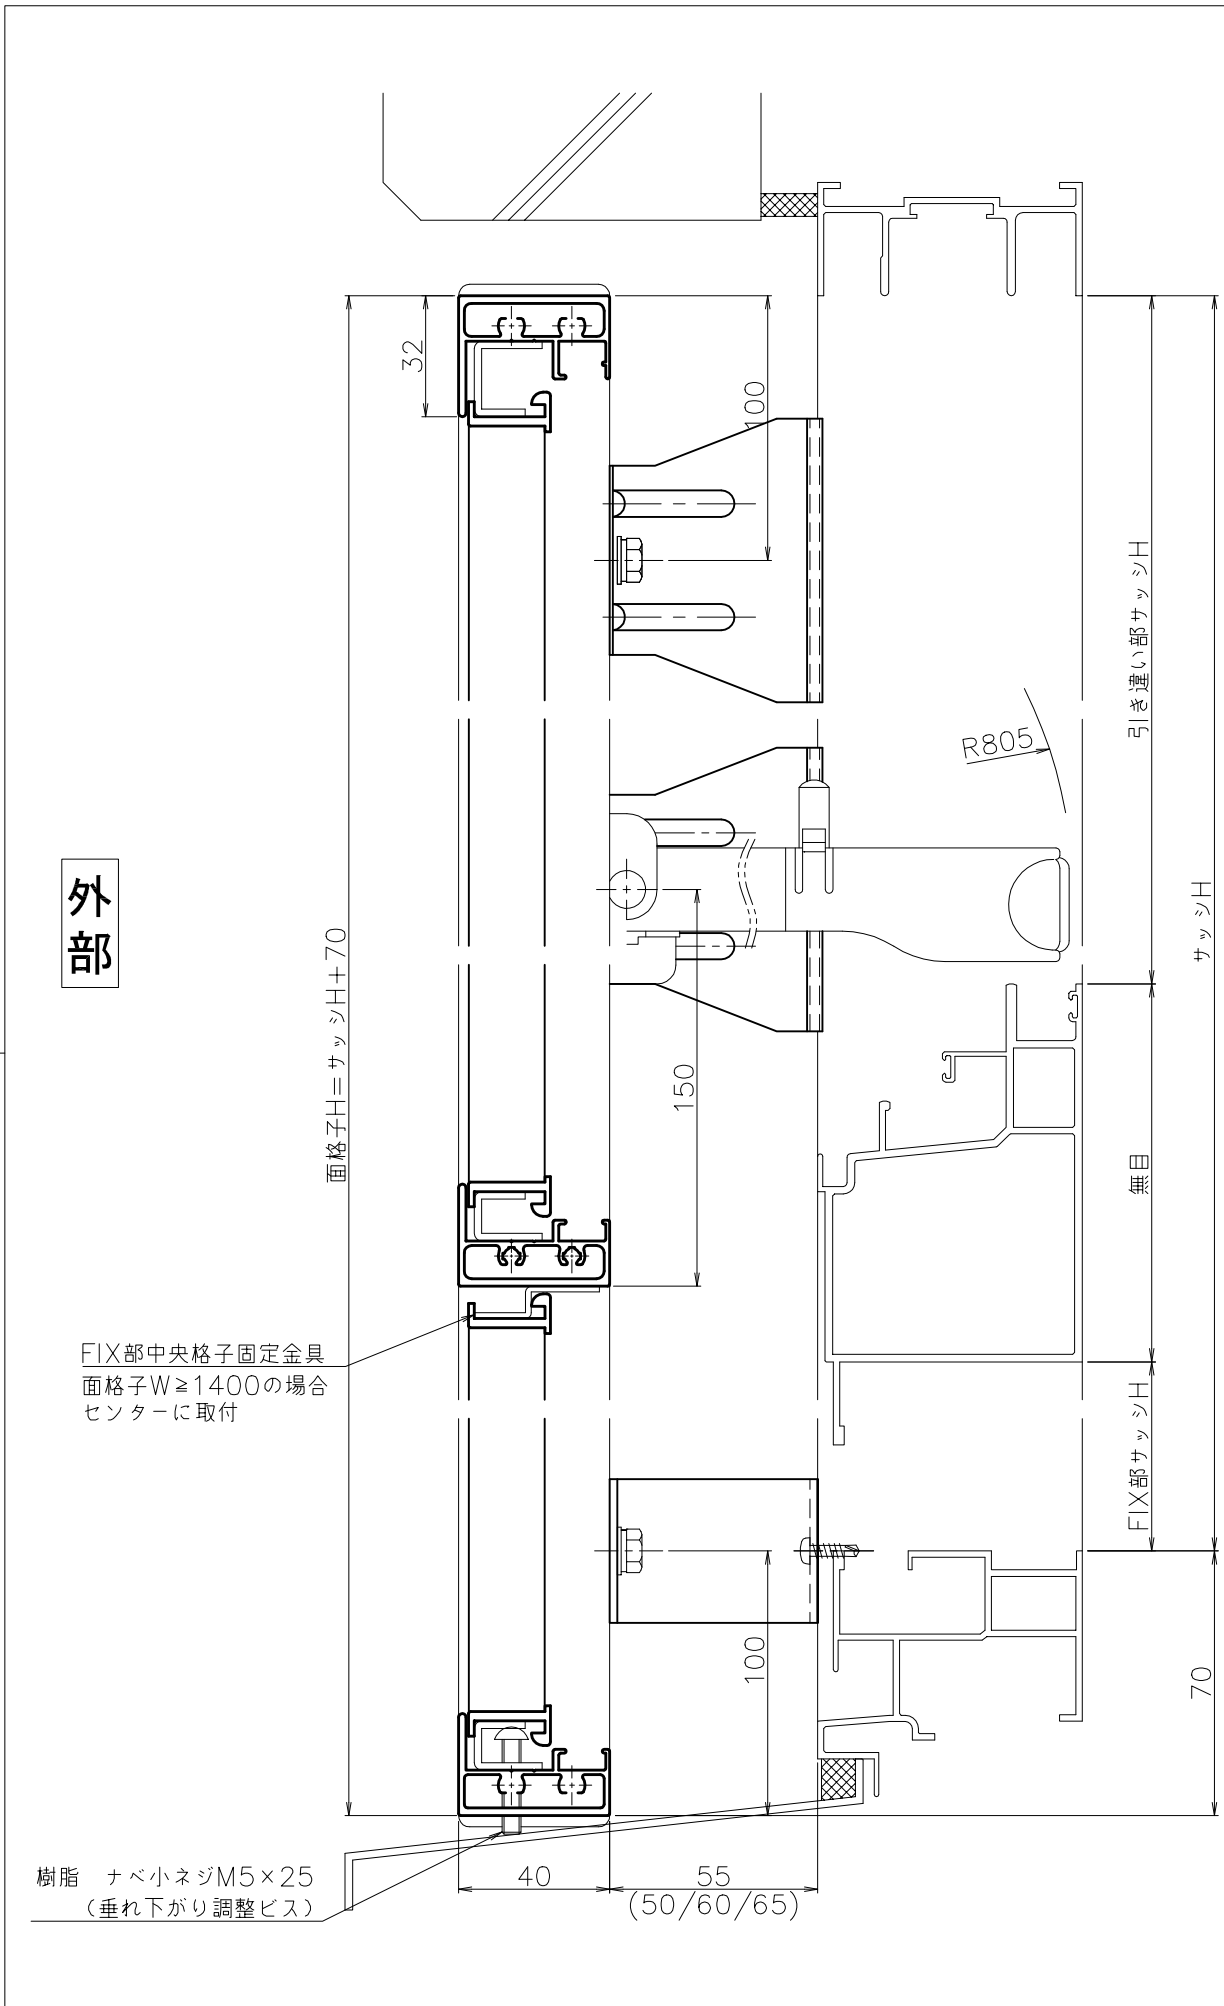 32
100
引き違い部サッシH
R805
外部
面格子H＝サッシH＋70
サッシH
150
無目
FIX部中央格子固定金具
面格子W≧1400の場合
センターに取付
FIX部サッシH
100
70
樹脂　ナベ小ネジM5×25
（垂れ下がり調整ビス）
40
55
(50/60/65)